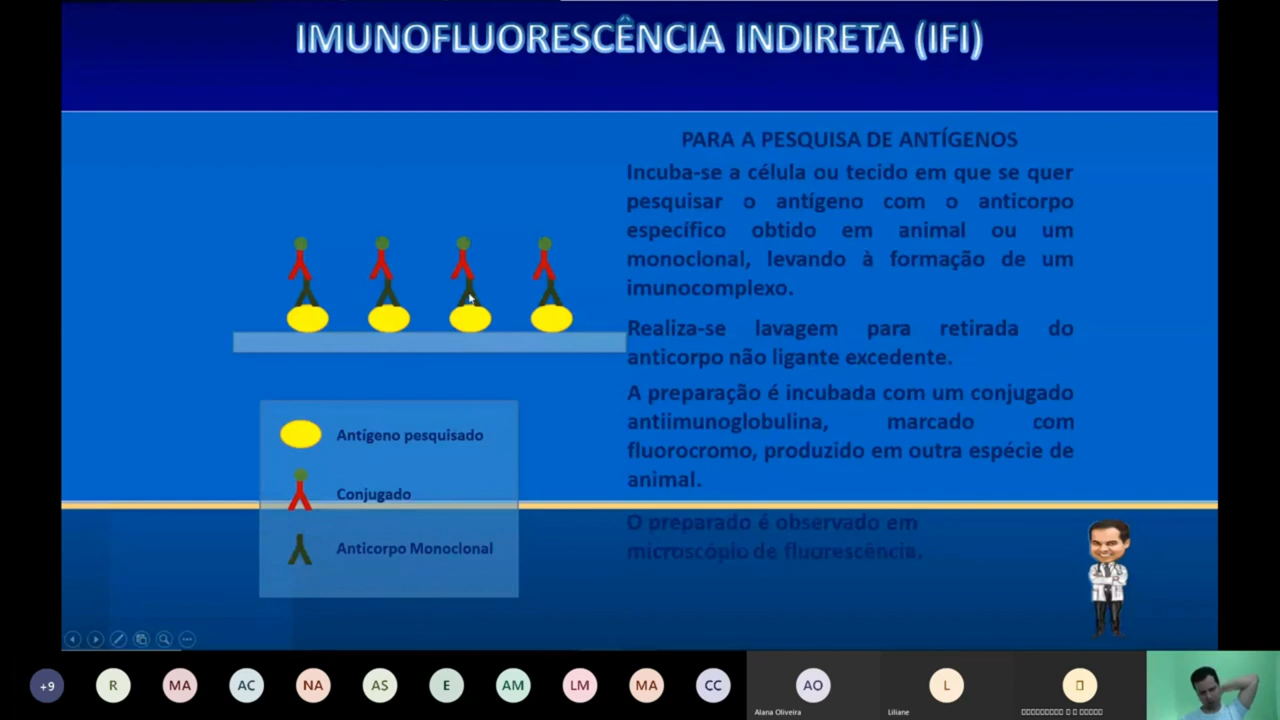 IMUNOFLUORESCÊNCIA INDIRETA (IFI)
PARA A PESQUISA DE ANTÍGENOS
Incuba-se a célula ou tecido em que se quer
pesquisar o antígeno com o anticorpo
específico obtido em animal ou um
monoclonal, levando à formação de um
imunocomplexo.
Realiza-se lavagem para retirada do
anticorpo não ligante excedente.
A preparação é incubada com um conjugado
antiimunoglobulina, marcado com
fluorocromo, produzido em outra espécie de
animal.
O preparado é observado em
microscópio de fluorescência.
Antígeno pesquisado
Conjugado
Anticorpo Monoclonal
+9
R
MA
AC
NA
AS
E
AM
LM
MA
CC
AO
L
Alana Oliveira
Liliane